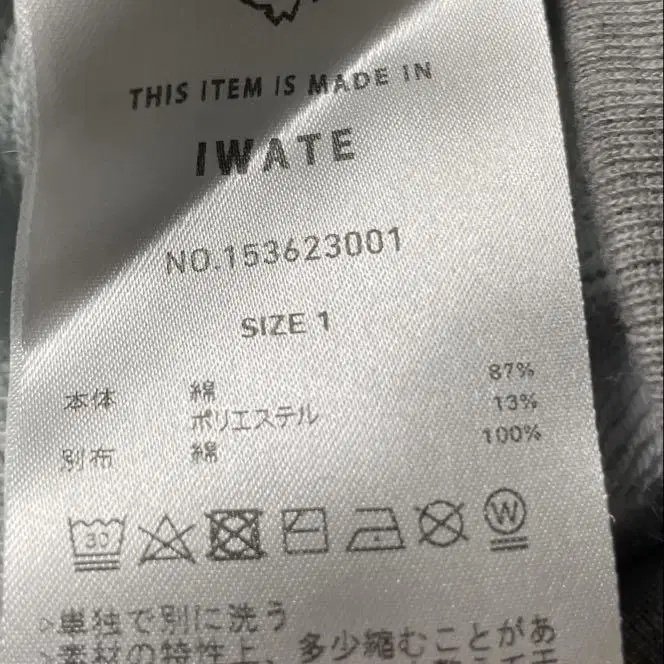 THIS ITEM IS MADE IN
IWATE
NO.153623001
SIZE 1
本体 綿 87%
ポリエステル 13%
別布 綿 100%
30 W
>単独で別に洗う
>素材の特性上、多少縮むことがあ